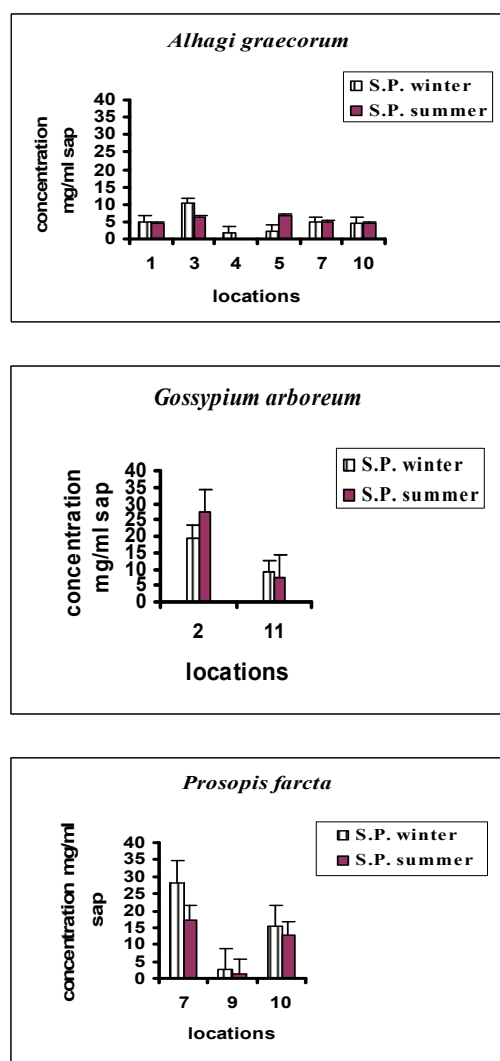 Alhagi graecorum
S.P. winter
S.P. summer
concentration
mg/ml sap
40
35
30
25
20
15
10
5
0
1 3 4 5 7 10
locations
Gossypium arboreum
S.P. winter
S.P. summer
concentration
mg/ml sap
40
35
30
25
20
15
10
5
0
2 11
locations
Prosopis farcta
S.P. winter
S.P. summer
concentration mg/ml
sap
40
35
30
25
20
15
10
5
0
7 9 10
locations